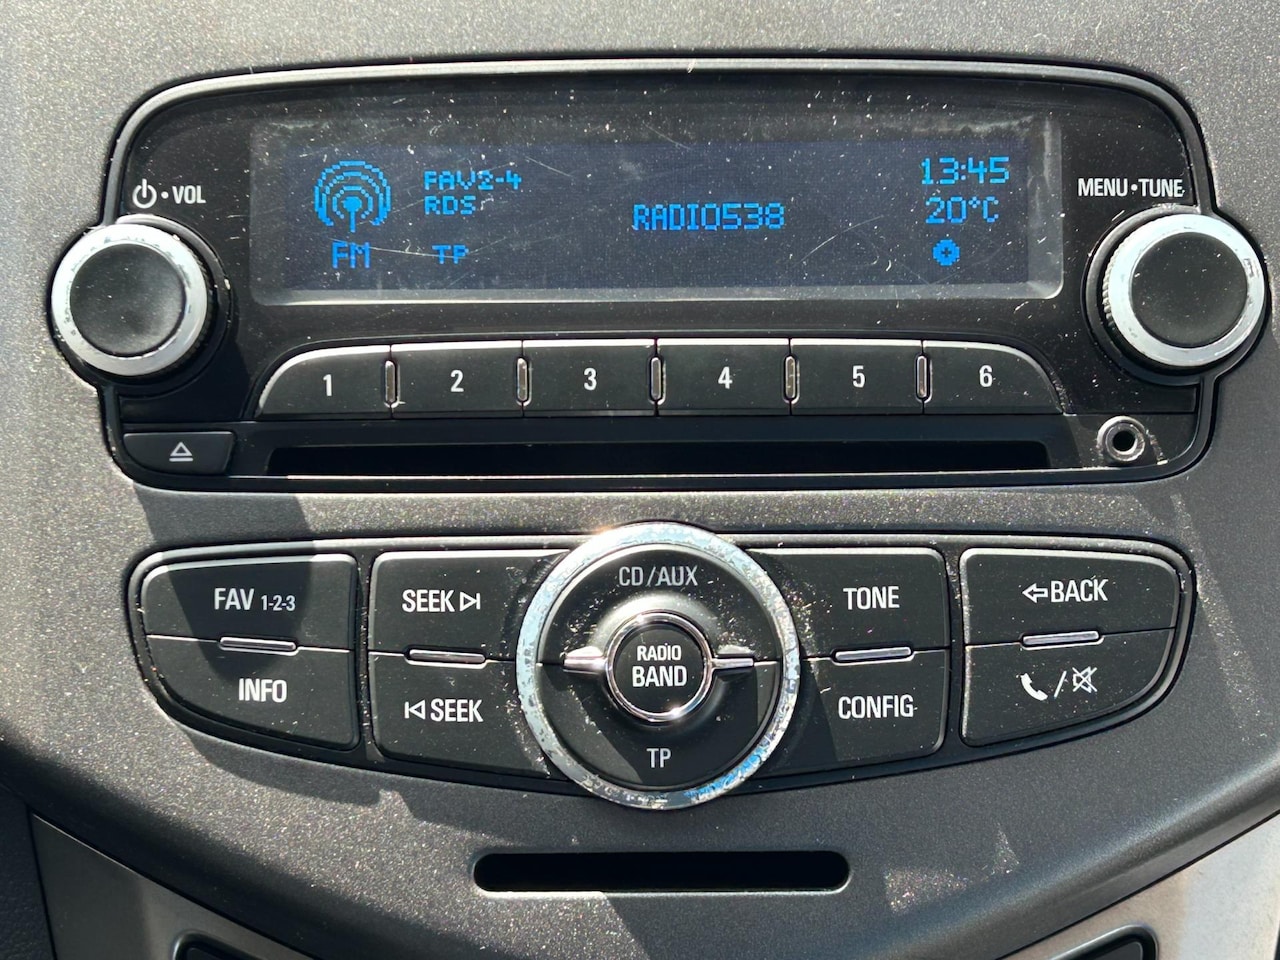 ⏻•VOL
FAV2-4
RDS
FM
TP
RADIO538
13:45
20°C
MENU•TUNE
1 2 3 4 5 6
FAV 1-2-3
INFO
SEEK
SEEK
CD/AUX
RADIO
BAND
TP
TONE
CONFIG
BACK
/